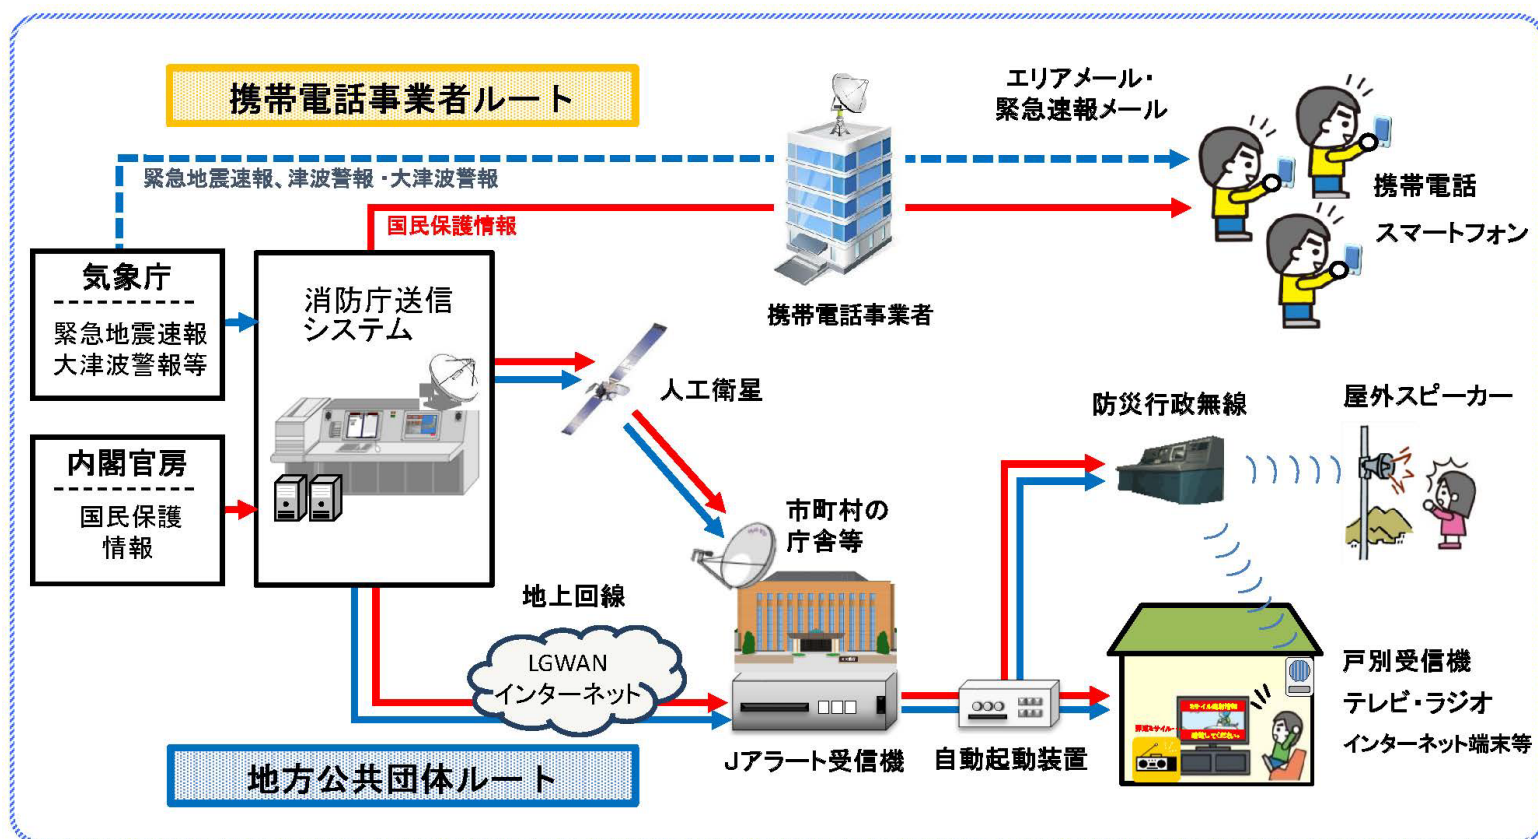 携帯電話事業者ルート
エリアメール・
緊急速報メール
緊急地震速報、津波警報・大津波警報
国民保護情報
携帯電話
スマートフォン
携帯電話事業者
気象庁
緊急地震速報
大津波警報等
消防庁送信
システム
内閣官房
国民保護
情報
人工衛星
防災行政無線
屋外スピーカー
市町村の
庁舎等
地上回線
LGWAN
インターネット
Jアラート受信機
自動起動装置
戸別受信機
テレビ・ラジオ
インターネット端末等
地方公共団体ルート